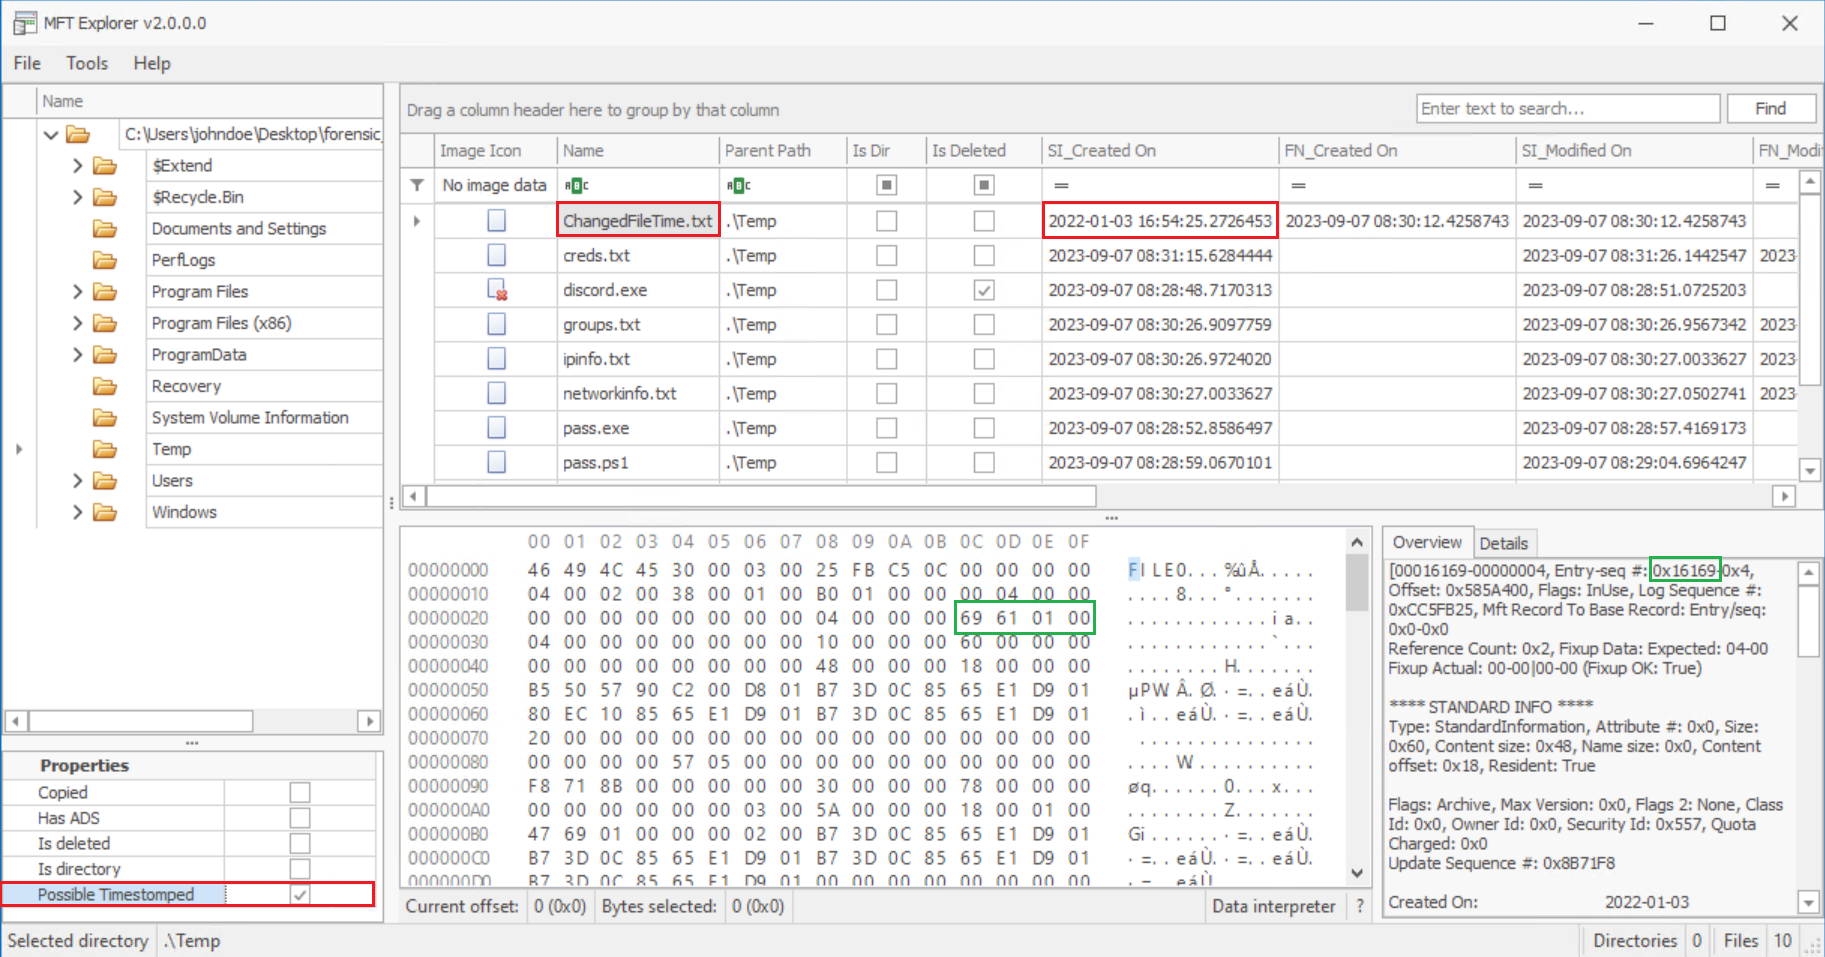 MFT Explorer v2.0.0.0
File Tools Help
Name
C:\Users\johndoe\Desktop\forensic_
$Extend
$Recycle.Bin
Documents and Settings
PerfLogs
Program Files
Program Files (x86)
ProgramData
Recovery
System Volume Information
Temp
Users
Windows
Properties
Copied
Has ADS
Is deleted
Is directory
Possible Timestomped
Drag a column header here to group by that column
Enter text to search...
Find
Image Icon Name Parent Path Is Dir Is Deleted SI_Created On FN_Created On SI_Modified On FN_Modi
No image data ABC ABC = = = =
ChangedFileTime.txt .\Temp 2022-01-03 16:54:25.2726453 2023-09-07 08:30:12.4258743 2023-09-07 08:30:12.4258743
creds.txt .\Temp 2023-09-07 08:31:15.6284444 2023-09-07 08:31:26.1442547 2023-
discord.exe .\Temp 2023-09-07 08:28:48.7170313 2023-09-07 08:28:51.0725203
groups.txt .\Temp 2023-09-07 08:30:26.9097759 2023-09-07 08:30:26.9567342 2023-
ipinfo.txt .\Temp 2023-09-07 08:30:26.9724020 2023-09-07 08:30:27.0033627 2023-
networkinfo.txt .\Temp 2023-09-07 08:30:27.0033627 2023-09-07 08:30:27.0502741 2023-
pass.exe .\Temp 2023-09-07 08:28:52.8586497 2023-09-07 08:28:57.4169173
pass.ps1 .\Temp 2023-09-07 08:28:59.0670101 2023-09-07 08:29:04.6964247
00 01 02 03 04 05 06 07 08 09 0A 0B 0C 0D 0E 0F
00000000 46 49 4C 45 30 00 03 00 25 FB C5 0C 00 00 00 00 FILE0...%ûÅ.....
00000010 04 00 02 00 38 00 01 00 B0 01 00 00 00 04 00 00 ....8...°.......
00000020 00 00 00 00 00 00 00 00 04 00 00 00 69 61 01 00 ............ia..
00000030 04 00 00 00 00 00 00 00 10 00 00 00 60 00 00 00 ............`...
00000040 00 00 00 00 00 00 00 00 48 00 00 00 18 00 00 00 ........H.......
00000050 B5 50 57 90 C2 00 D8 01 B7 3D 0C 85 65 E1 D9 01 µPW.Â.Ø.·=..eáÙ.
00000060 80 EC 10 85 65 E1 D9 01 B7 3D 0C 85 65 E1 D9 01 .ì..eáÙ.·=..eáÙ.
00000070 20 00 00 00 00 00 00 00 00 00 00 00 00 00 00 00 ...............
00000080 00 00 00 00 57 05 00 00 00 00 00 00 00 00 00 00 ....W...........
00000090 F8 71 8B 00 00 00 00 00 30 00 00 00 78 00 00 00 øq......0...x...
000000A0 00 00 00 00 00 00 03 00 5A 00 00 00 18 00 01 00 ........Z.......
000000B0 47 69 01 00 00 00 02 00 B7 3D 0C 85 65 E1 D9 01 Gi......·=..eáÙ.
000000C0 B7 3D 0C 85 65 E1 D9 01 B7 3D 0C 85 65 E1 D9 01 ·=..eáÙ.·=..eáÙ.
000000D0 B7 3D 0C 85 65 E1 D9 01 00 00 00 00 00 00 00 00
Current offset: 0 (0x0) Bytes selected: 0 (0x0) Data interpreter ?
Overview Details
[00016169-00000004, Entry-seq #: 0x16169-0x4,
Offset: 0x585A400, Flags: InUse, Log Sequence #:
0xCC5FB25, Mft Record To Base Record: Entry/seq:
0x0-0x0
Reference Count: 0x2, Fixup Data: Expected: 04-00
Fixup Actual: 00-00|00-00 (Fixup OK: True)
**** STANDARD INFO ****
Type: StandardInformation, Attribute #: 0x0, Size:
0x60, Content size: 0x48, Name size: 0x0, Content
offset: 0x18, Resident: True
Flags: Archive, Max Version: 0x0, Flags 2: None, Class
Id: 0x0, Owner Id: 0x0, Security Id: 0x557, Quota
Charged: 0x0
Update Sequence #: 0x8B71F8
Created On: 2022-01-03
Selected directory .\Temp
Directories 0 Files 10